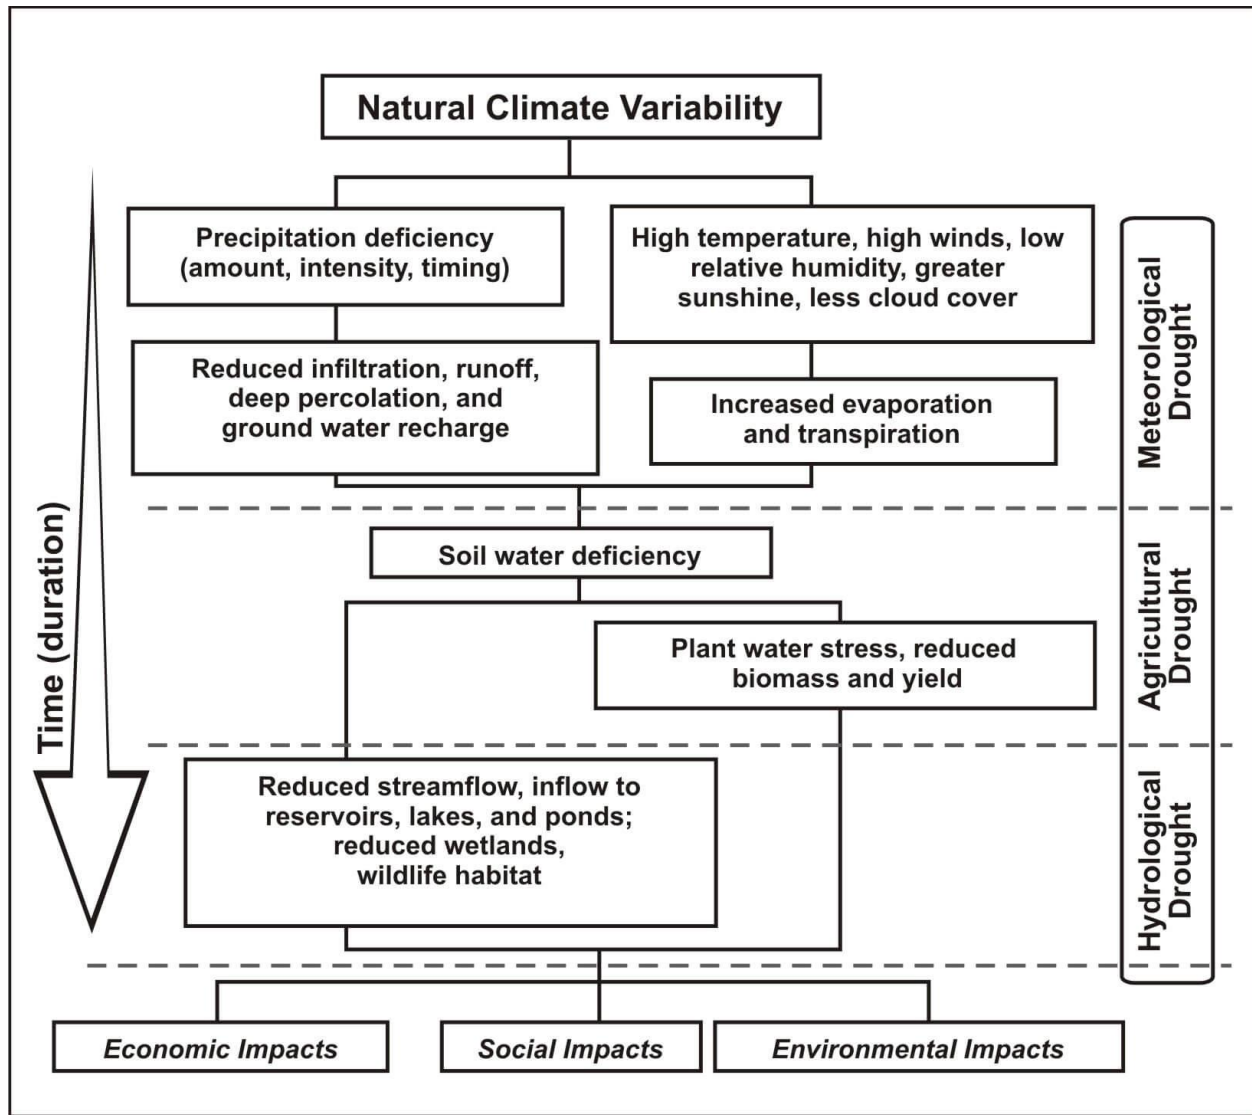 Natural Climate Variability
Precipitation deficiency
(amount, intensity, timing)
High temperature, high winds, low
relative humidity, greater
sunshine, less cloud cover
Reduced infiltration, runoff,
deep percolation, and
ground water recharge
Increased evaporation
and transpiration
Meteorological
Drought
Soil water deficiency
Plant water stress, reduced
biomass and yield
Agricultural
Drought
Time (duration)
Reduced streamflow, inflow to
reservoirs, lakes, and ponds;
reduced wetlands,
wildlife habitat
Hydrological
Drought
Economic Impacts
Social Impacts
Environmental Impacts